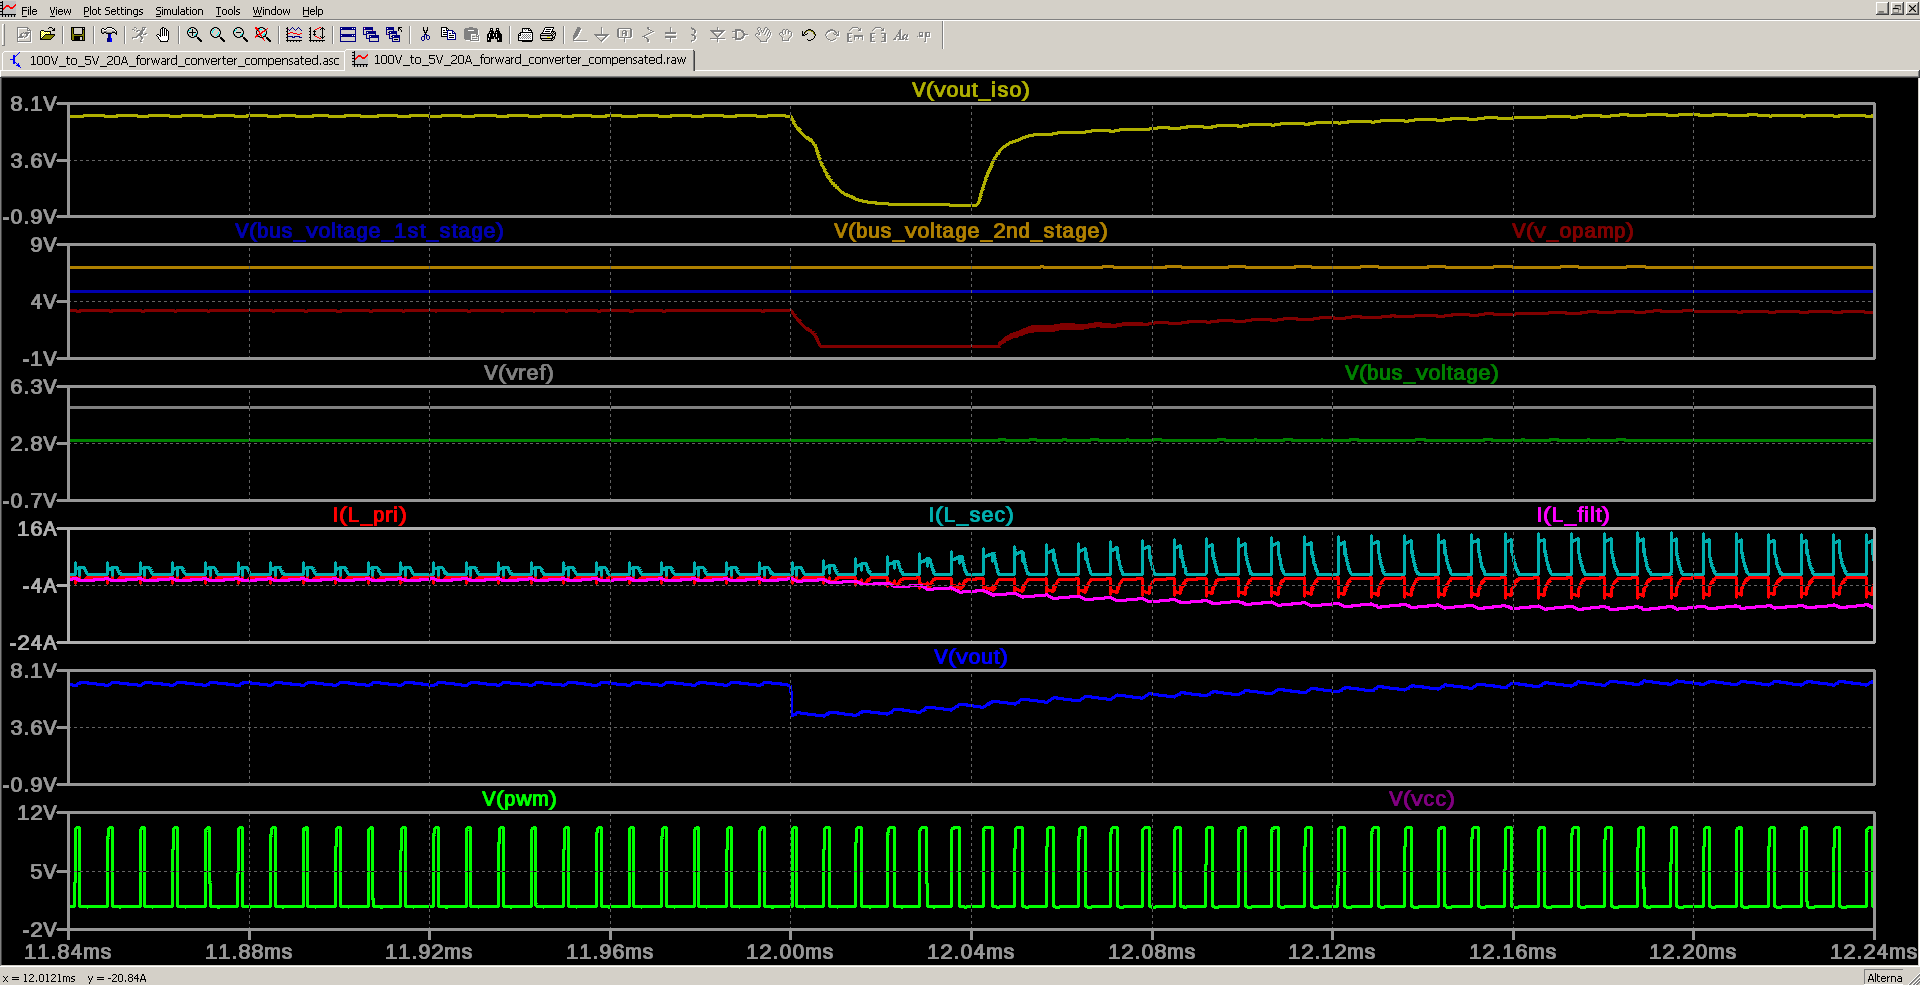 File View Plot Settings Simulation Tools Window Help
100V_to_5V_20A_forward_converter_compensated.asc 100V_to_5V_20A_forward_converter_compensated.raw
V(vout_iso)
8.1V
3.6V
-0.9V
V(bus_voltage_1st_stage) V(bus_voltage_2nd_stage) V(v_opamp)
9V
4V
-1V
V(vref) V(bus_voltage)
6.3V
2.8V
-0.7V
I(L_pri) I(L_sec) I(L_filt)
16A
-4A
-24A
V(vout)
8.1V
3.6V
-0.9V
V(pwm) V(vcc)
12V
5V
-2V
11.84ms 11.88ms 11.92ms 11.96ms 12.00ms 12.04ms 12.08ms 12.12ms 12.16ms 12.20ms 12.24ms
x = 12.0121ms y = -20.84A Alterna